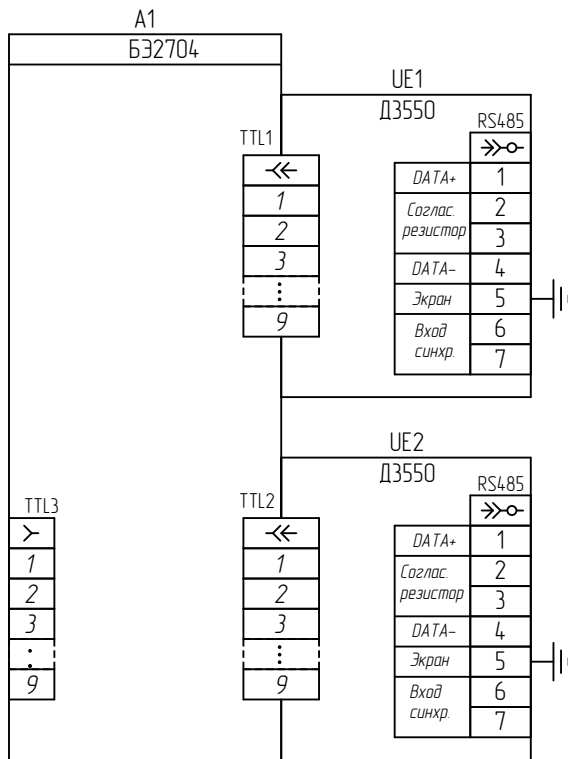 A1
БЭ2704
UE1
Д3550
TTL1
RS485
1
2
3
⋮
9
DATA+ 1
Соглас. 2
резистор 3
DATA– 4
Экран 5
Вход 6
синхр. 7
UE2
Д3550
TTL3
TTL2
RS485
1
2
3
:
9
1
2
3
⋮
9
DATA+ 1
Соглас. 2
резистор 3
DATA– 4
Экран 5
Вход 6
синхр. 7